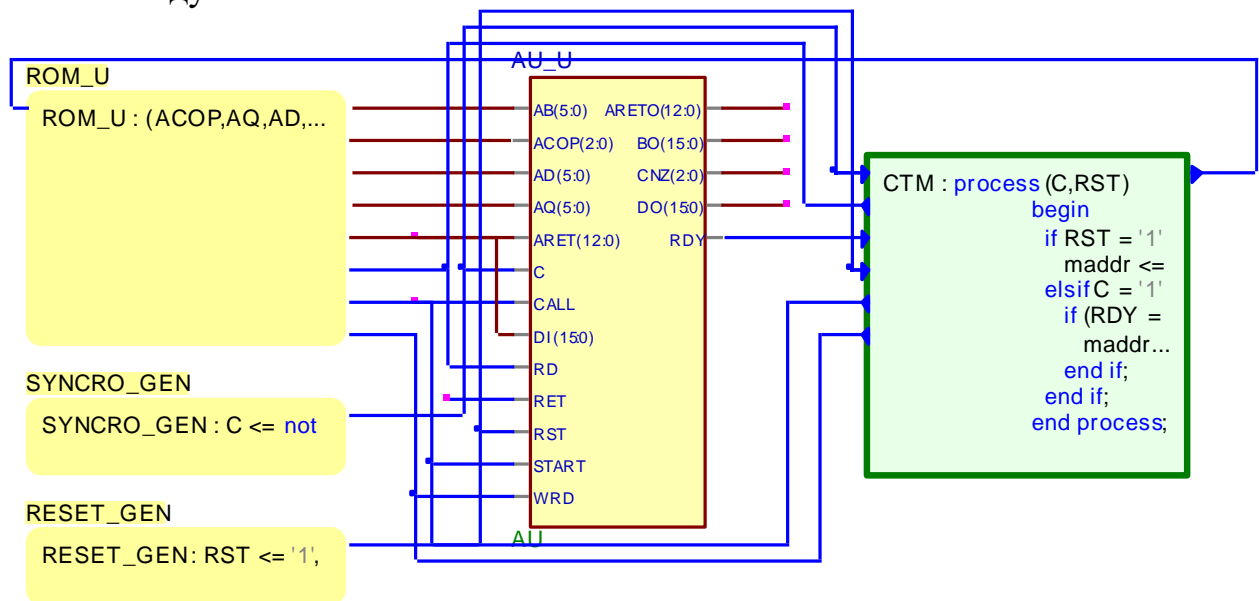 ду
AU_U
ROM_U
ROM_U : (ACOP,AQ,AD,...
AB(5:0) ARETO(12:0)
ACOP(2:0) BO(15:0)
AD(5:0) CNZ(2:0)
AQ(5:0) DO(15:0)
ARET(12:0) RDY
C
CALL
DI(15:0)
RD
RET
RST
START
WRD
AU
CTM : process (C,RST)
begin
if RST = '1'
maddr <=
elsif C = '1'
if (RDY =
maddr...
end if;
end if;
end process;
SYNCRO_GEN
SYNCRO_GEN : C <= not
RESET_GEN
RESET_GEN: RST <= '1',